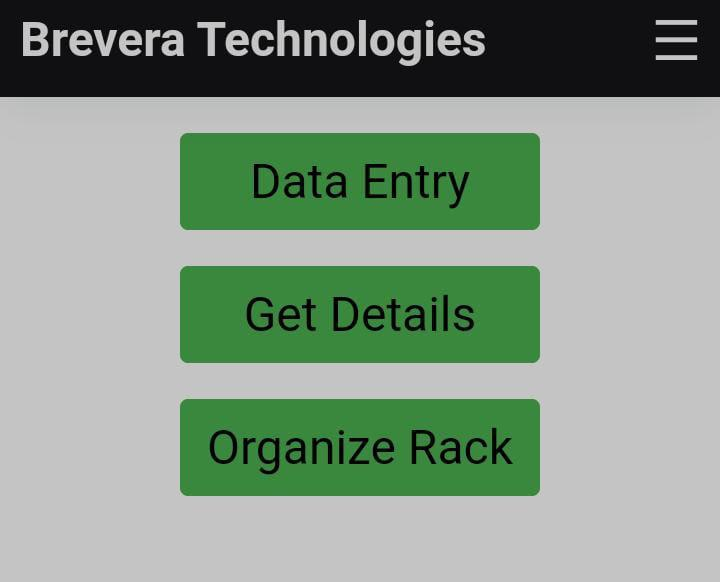 Brevera Technologies
Data Entry
Get Details
Organize Rack